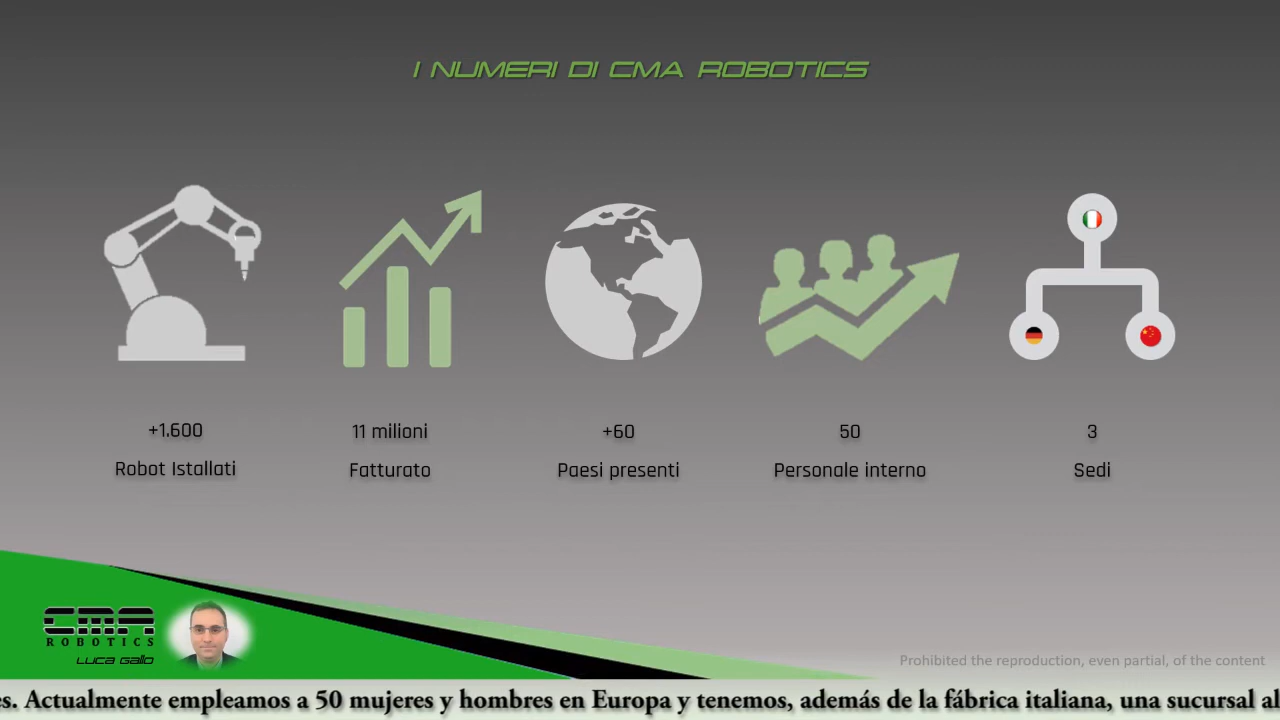 I NUMERI DI CMA ROBOTICS
+1.600
Robot Istallati
11 milioni
Fatturato
+60
Paesi presenti
50
Personale interno
3
Sedi
CMA
ROBOTICS
Luca Gallo
Prohibited the reproduction, even partial, of the content
es. Actualmente empleamos a 50 mujeres y hombres en Europa y tenemos, además de la fábrica italiana, una sucursal al